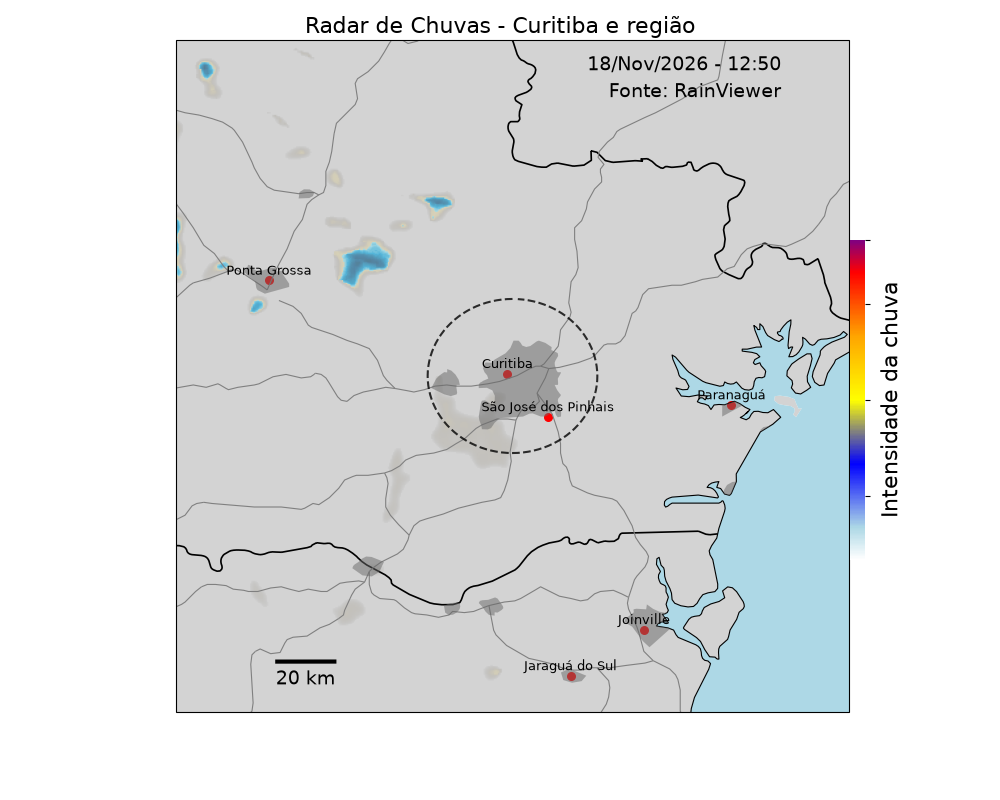 Radar de Chuvas - Curitiba e região
18/Nov/2026 - 12:50
Fonte: RainViewer
Ponta Grossa
Curitiba
Paranaguá
São José dos Pinhais
Intensidade da chuva
Joinville
Jaraguá do Sul
20 km